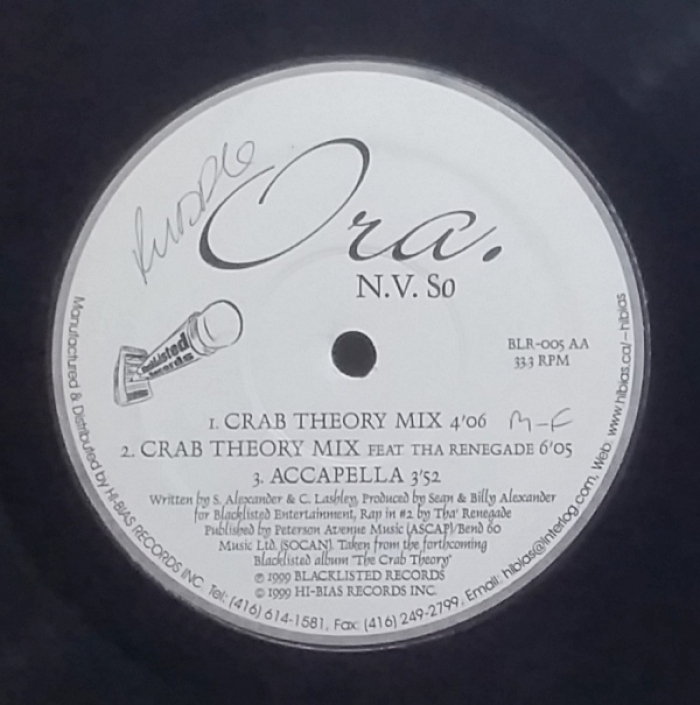 Ora.
N.V. So
BLR-005 AA
33.3 RPM
Blacklisted
Records
1. CRAB THEORY MIX 4'06 M-F
2. CRAB THEORY MIX FEAT THA RENEGADE 6'05
3. ACCAPELLA 3'52
Written by S. Alexander & C. Lashley, Produced by Sean & Billy Alexander
for Blacklisted Entertainment, Rap in #2 by Tha' Renegade
Published by Peterson Avenue Music (ASCAP)/Bend 60
Music Ltd. (SOCAN). Taken from the forthcoming
Blacklisted album "The Crab Theory"
℗ 1999 BLACKLISTED RECORDS
© 1999 HI-BIAS RECORDS INC.
Manufactured & Distributed by HI-BIAS RECORDS INC. Tel: (416) 614-1581, Fax: (416) 249-2799, Email: hibias@interlog.com, Web: www.hibias.ca/~hibias